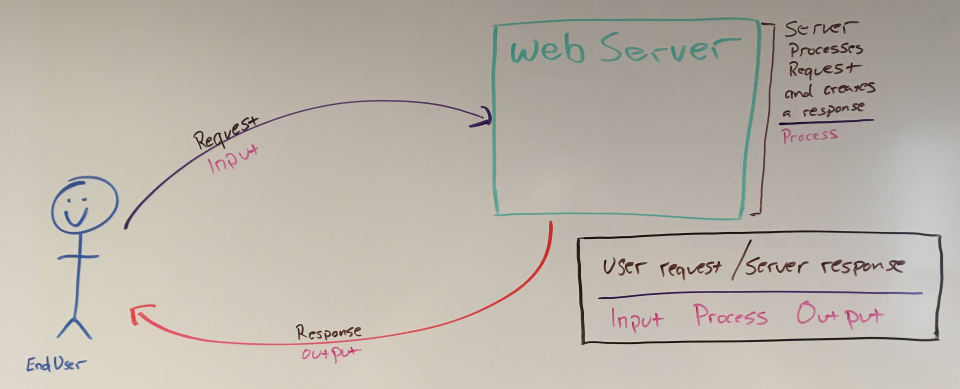 Web Server
Server
Processes
Request
and creates
a response
Process
Request
Input
User request / Server response
Input Process Output
Response
output
End User